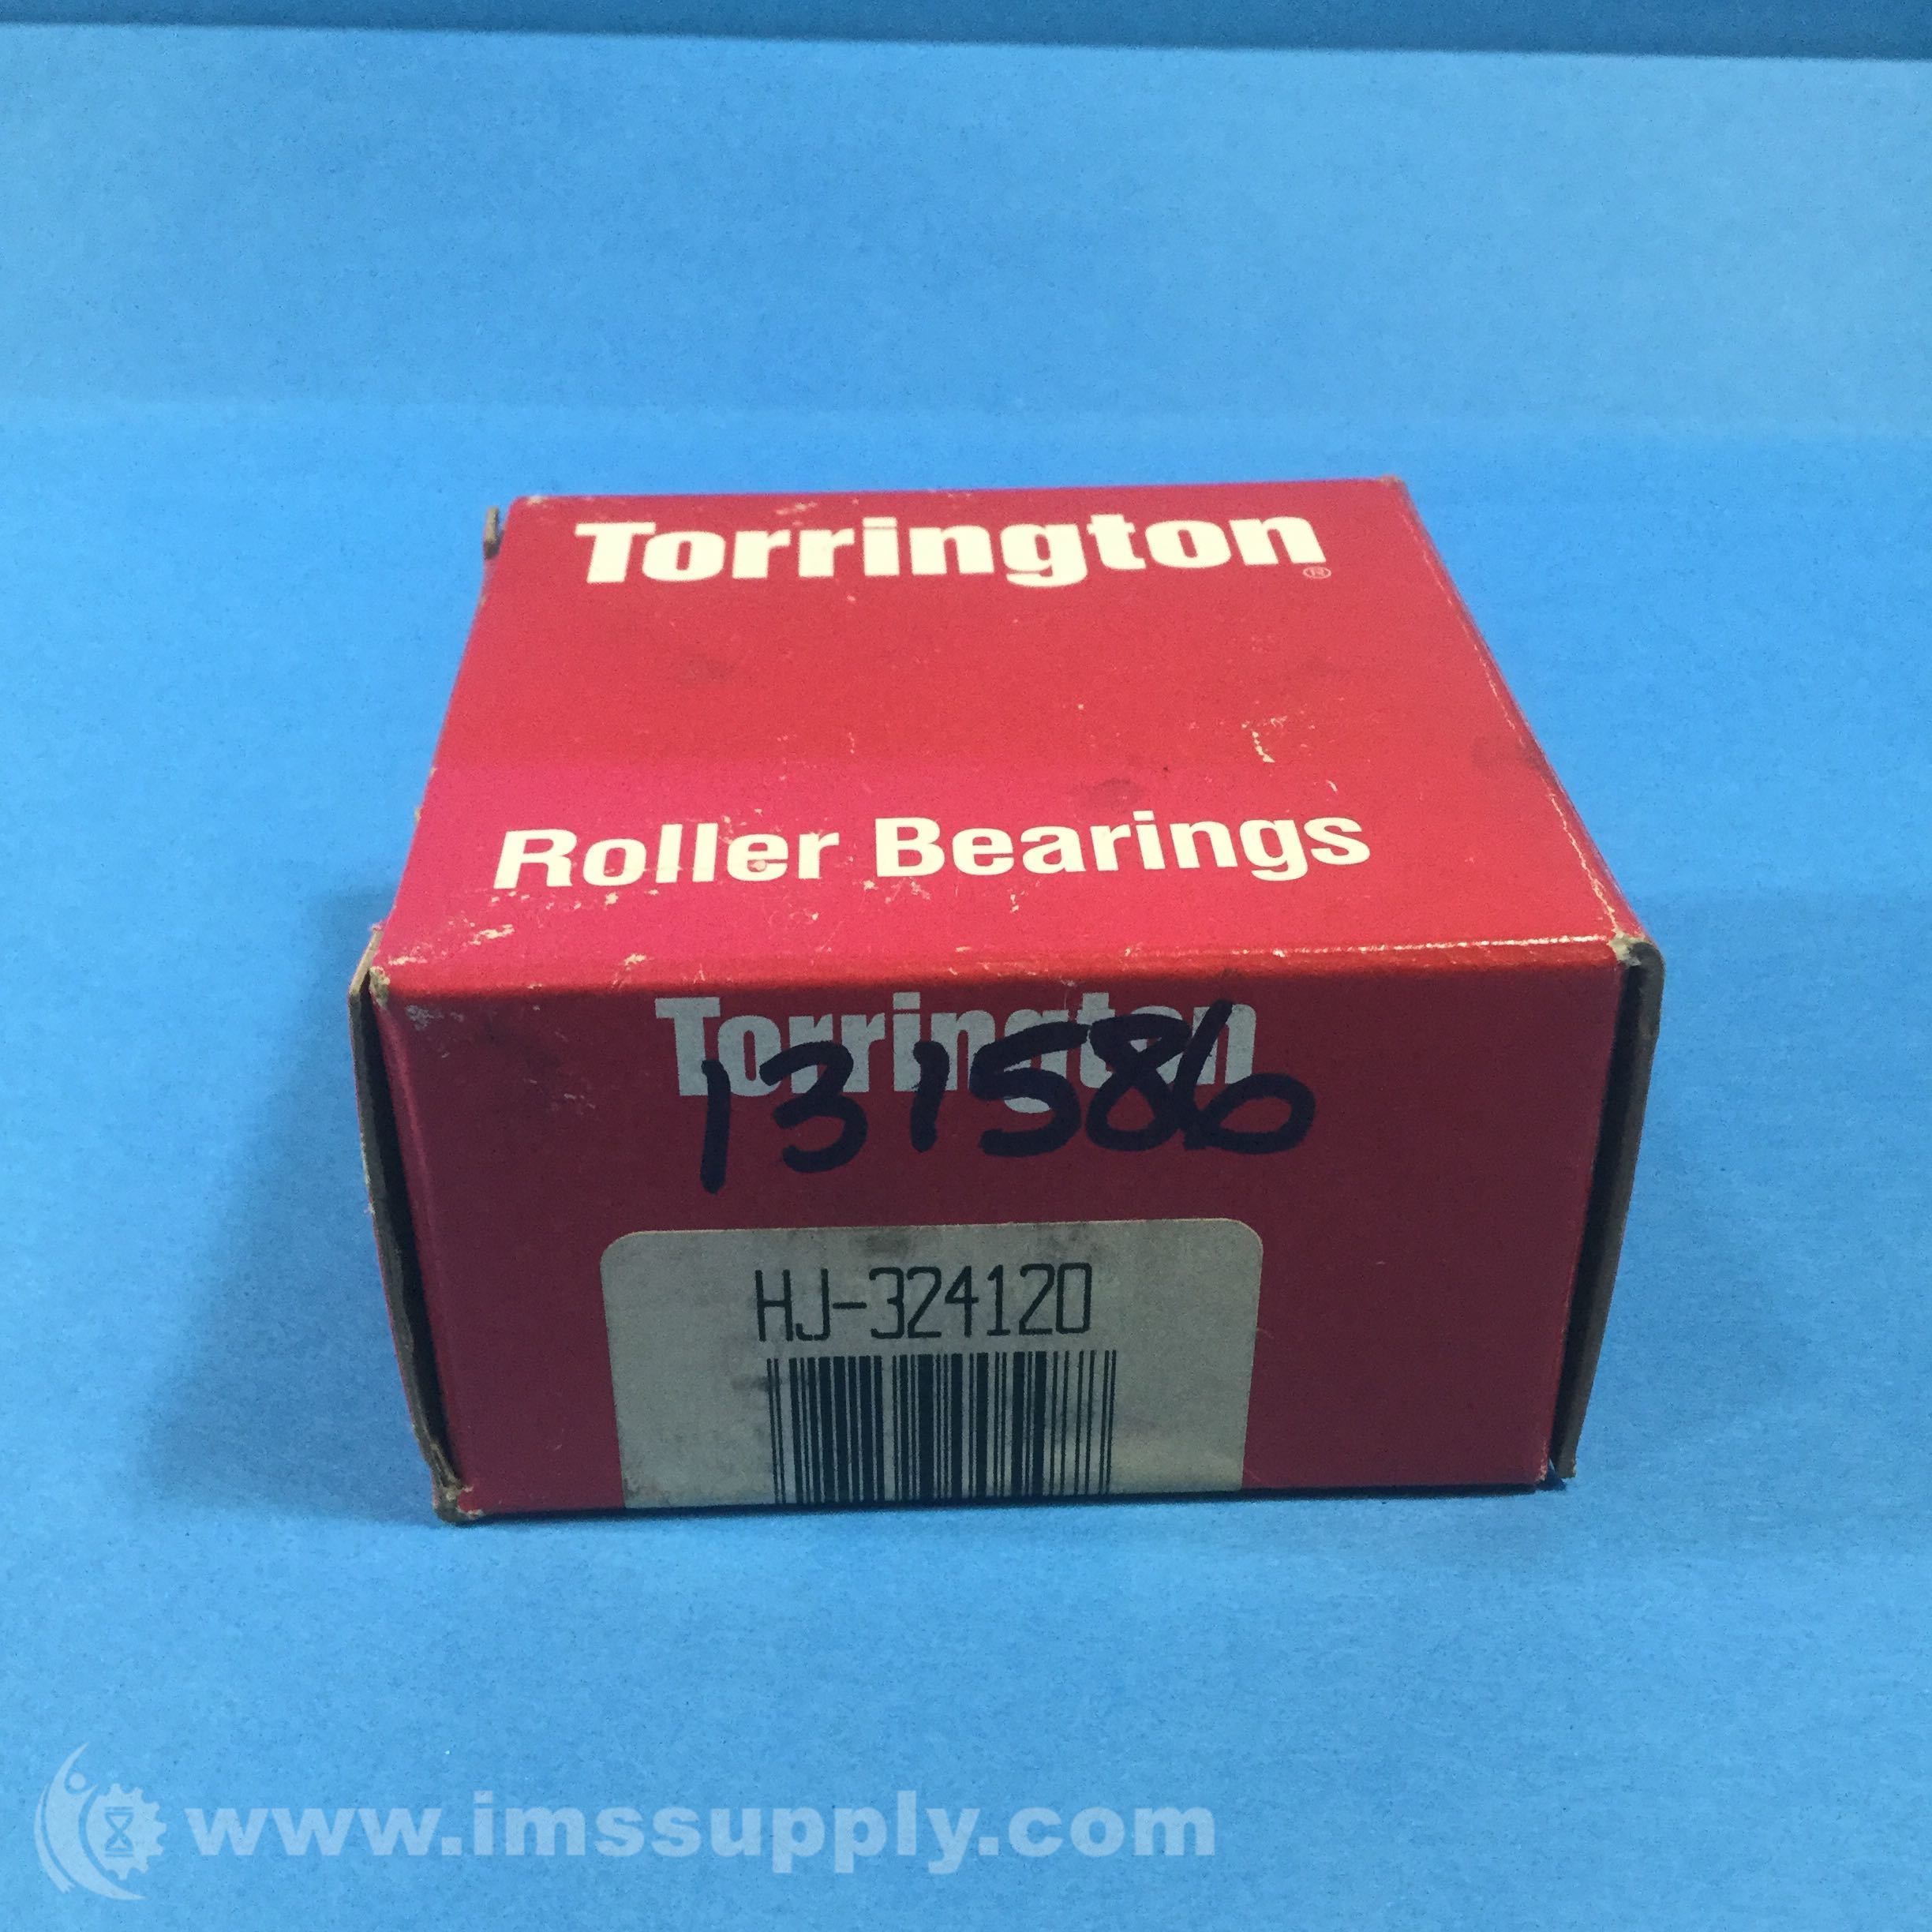 Torrington®
Roller Bearings
Torrington
131586
HJ-324120
www.imssupply.com